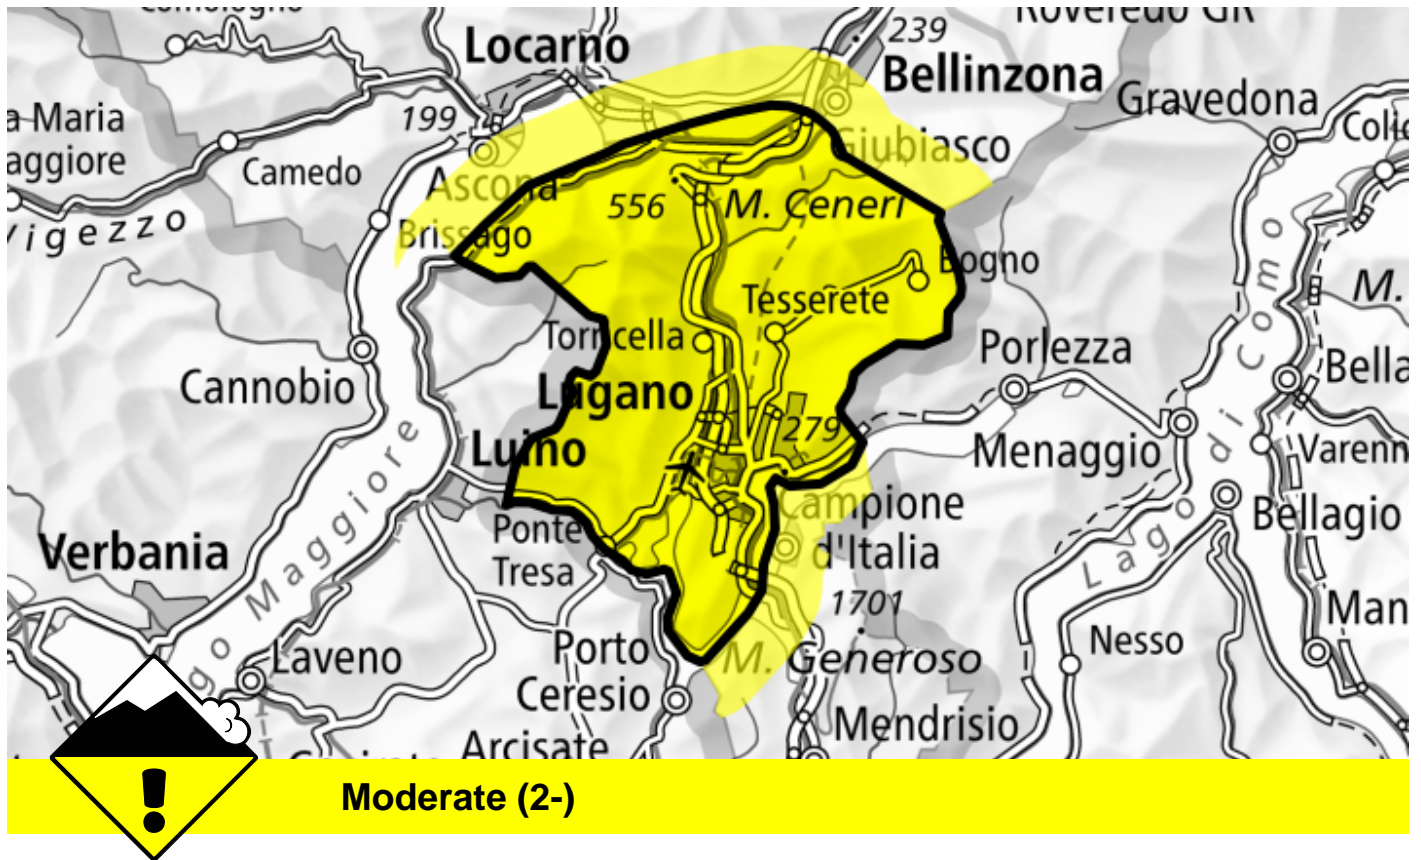 Roveredo GR
Locarno
239
Bellinzona
Gravedona
a Maria
aggiore
199
Camedo
Giubiasco
Colic
Ascona
556
M. Ceneri
Vigezzo
Brissago
Bogno
Tesserete
M.
Torricella
Porlezza
Cannobio
Lugano
Bella
279
Luino
Menaggio
Varenn
Campione
d'Italia
Ponte
Tresa
Bellagio
Verbania
go Maggiore
Lago di Como
1701
Man
Porto
Ceresio
M. Generoso
Nesso
Laveno
Mendrisio
Arcisate
Moderate (2-)